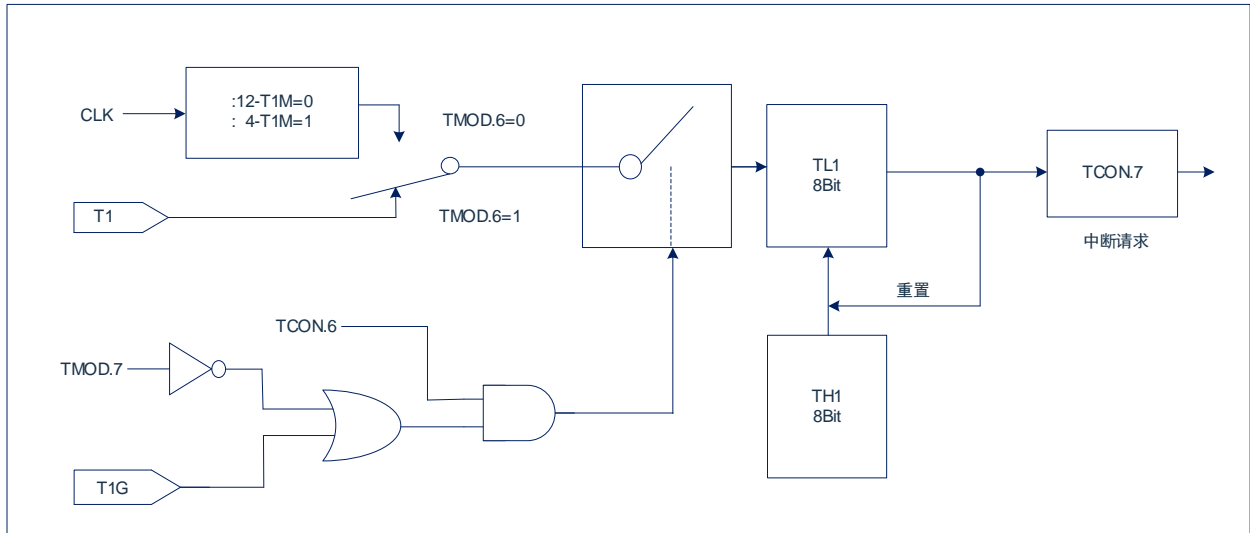 CLK
:12-T1M=0
: 4-T1M=1
TMOD.6=0
T1
TMOD.6=1
TL1
8Bit
TCON.7
中断请求
重置
TCON.6
TMOD.7
TH1
8Bit
T1G